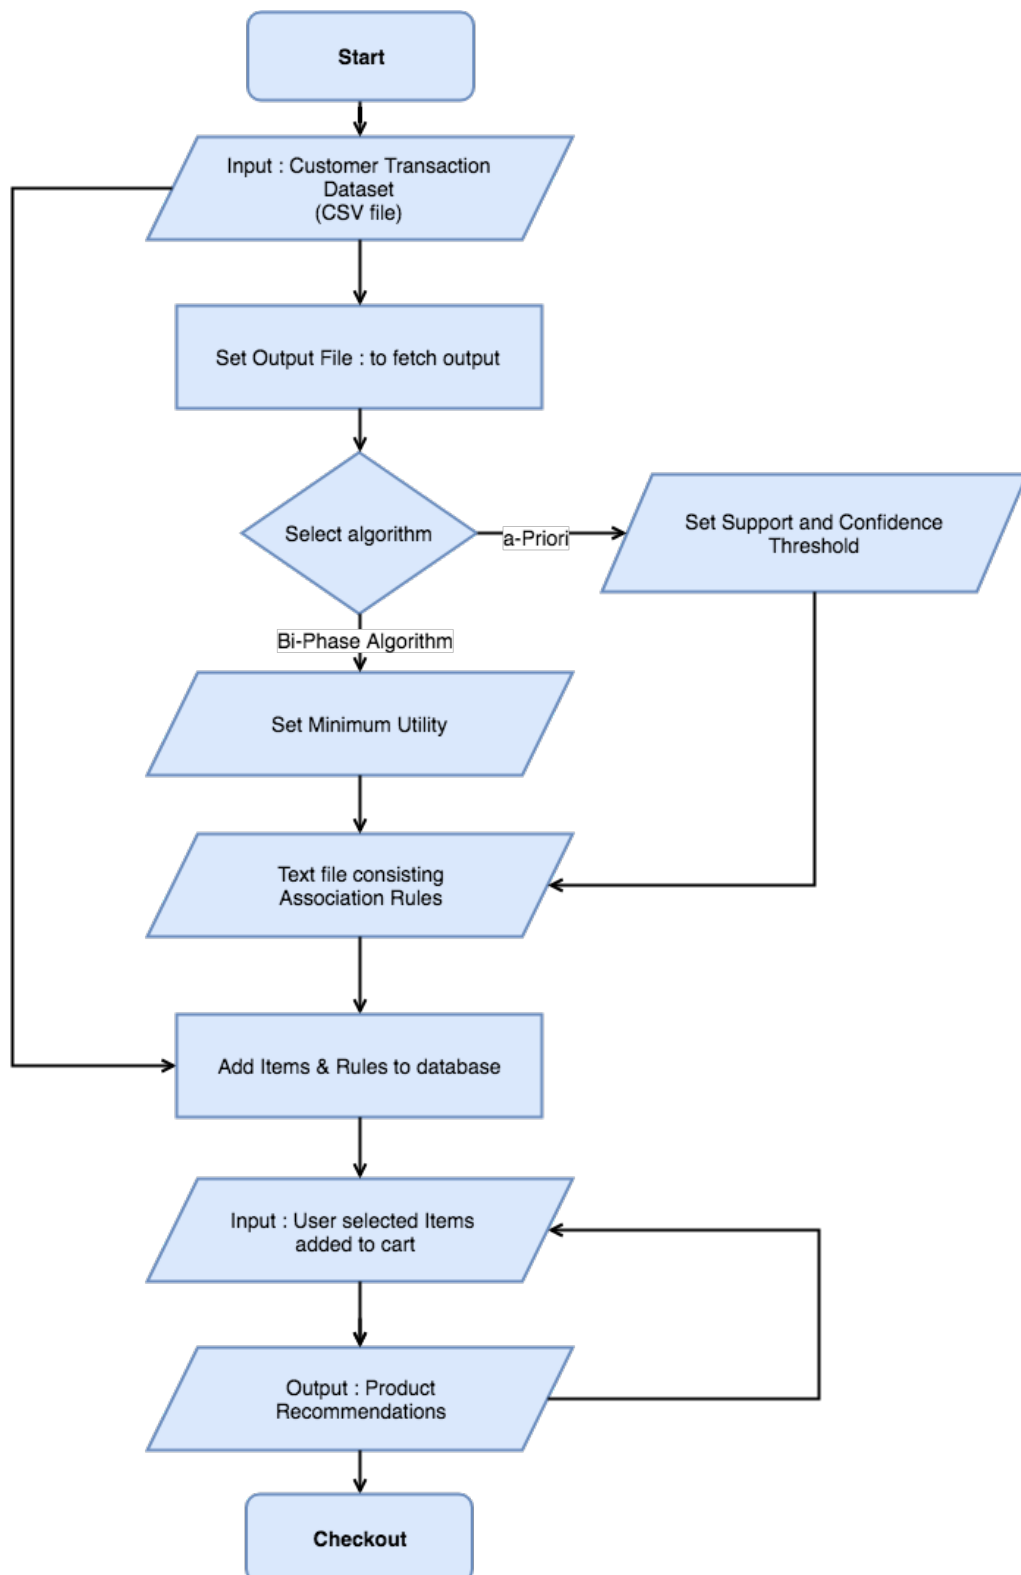 Start
Input : Customer Transaction
Dataset
(CSV file)
Set Output File : to fetch output
Select algorithm
a-Priori
Set Support and Confidence
Threshold
Bi-Phase Algorithm
Set Minimum Utility
Text file consisting
Association Rules
Add Items & Rules to database
Input : User selected Items
added to cart
Output : Product
Recommendations
Checkout